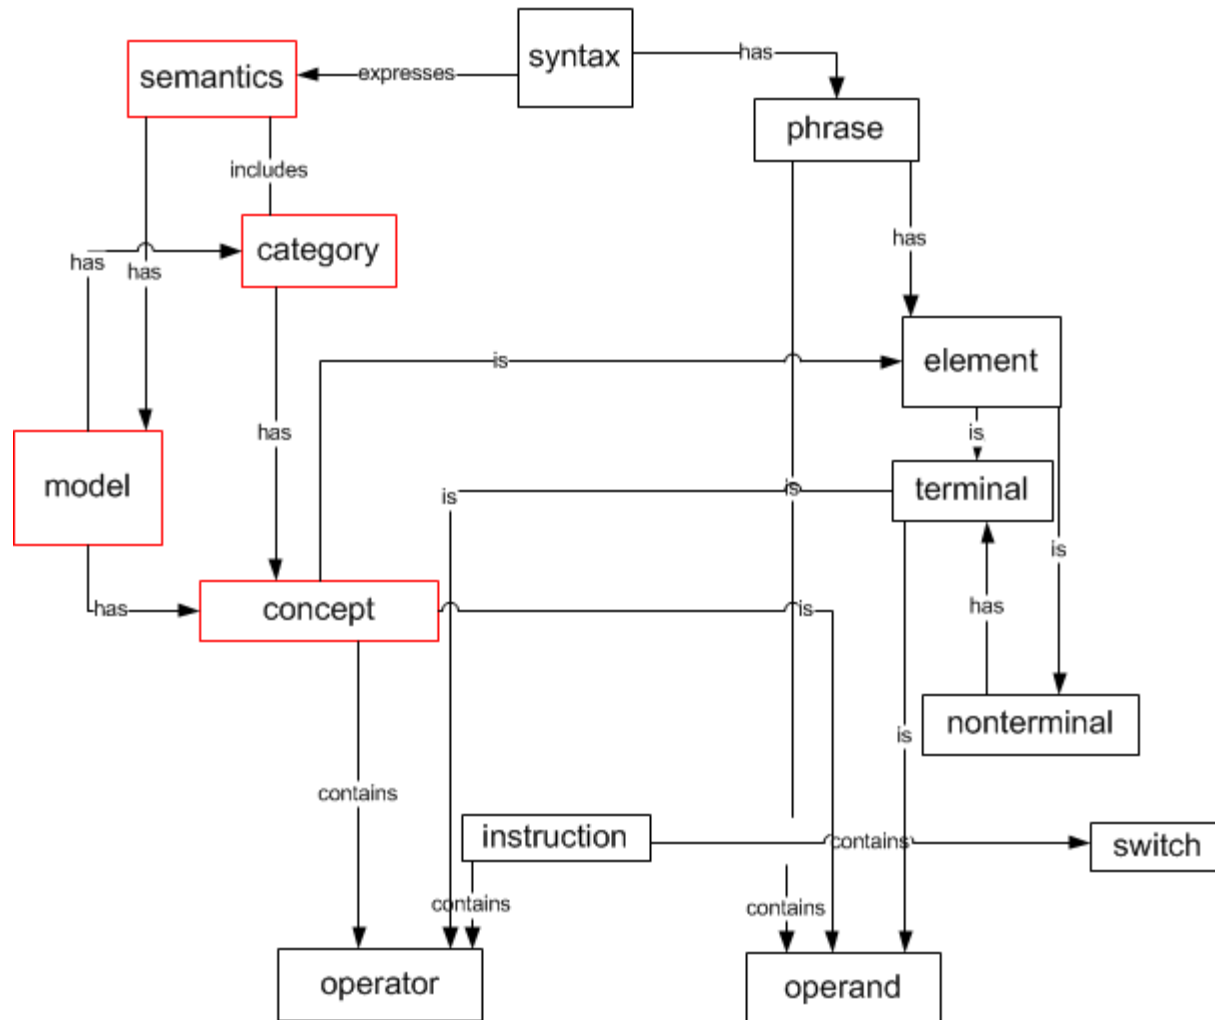 syntax
has
semantics
expresses
phrase
includes
category
has
has
has
element
is
has
is
model
terminal
is
is
is
has
concept
is
has
nonterminal
is
contains
instruction
contains
switch
contains
contains
operator
operand